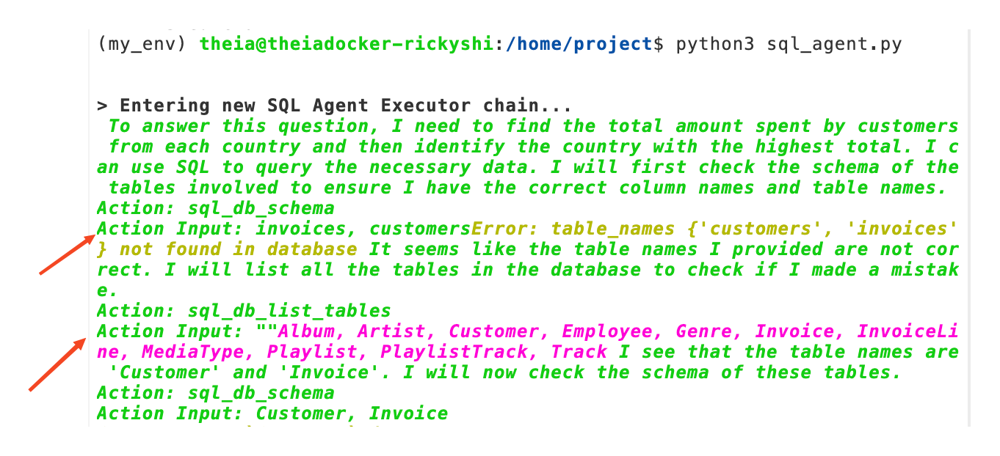 (my_env) theia@theiadocker-rickyshi:/home/project$ python3 sql_agent.py
> Entering new SQL Agent Executor chain...
To answer this question, I need to find the total amount spent by customers
from each country and then identify the country with the highest total. I c
an use SQL to query the necessary data. I will first check the schema of the
tables involved to ensure I have the correct column names and table names.
Action: sql_db_schema
Action Input: invoices, customersError: table_names {'customers', 'invoices'
} not found in database It seems like the table names I provided are not cor
rect. I will list all the tables in the database to check if I made a mistak
e.
Action: sql_db_list_tables
Action Input: ""Album, Artist, Customer, Employee, Genre, Invoice, InvoiceLi
ne, MediaType, Playlist, PlaylistTrack, Track I see that the table names are
'Customer' and 'Invoice'. I will now check the schema of these tables.
Action: sql_db_schema
Action Input: Customer, Invoice